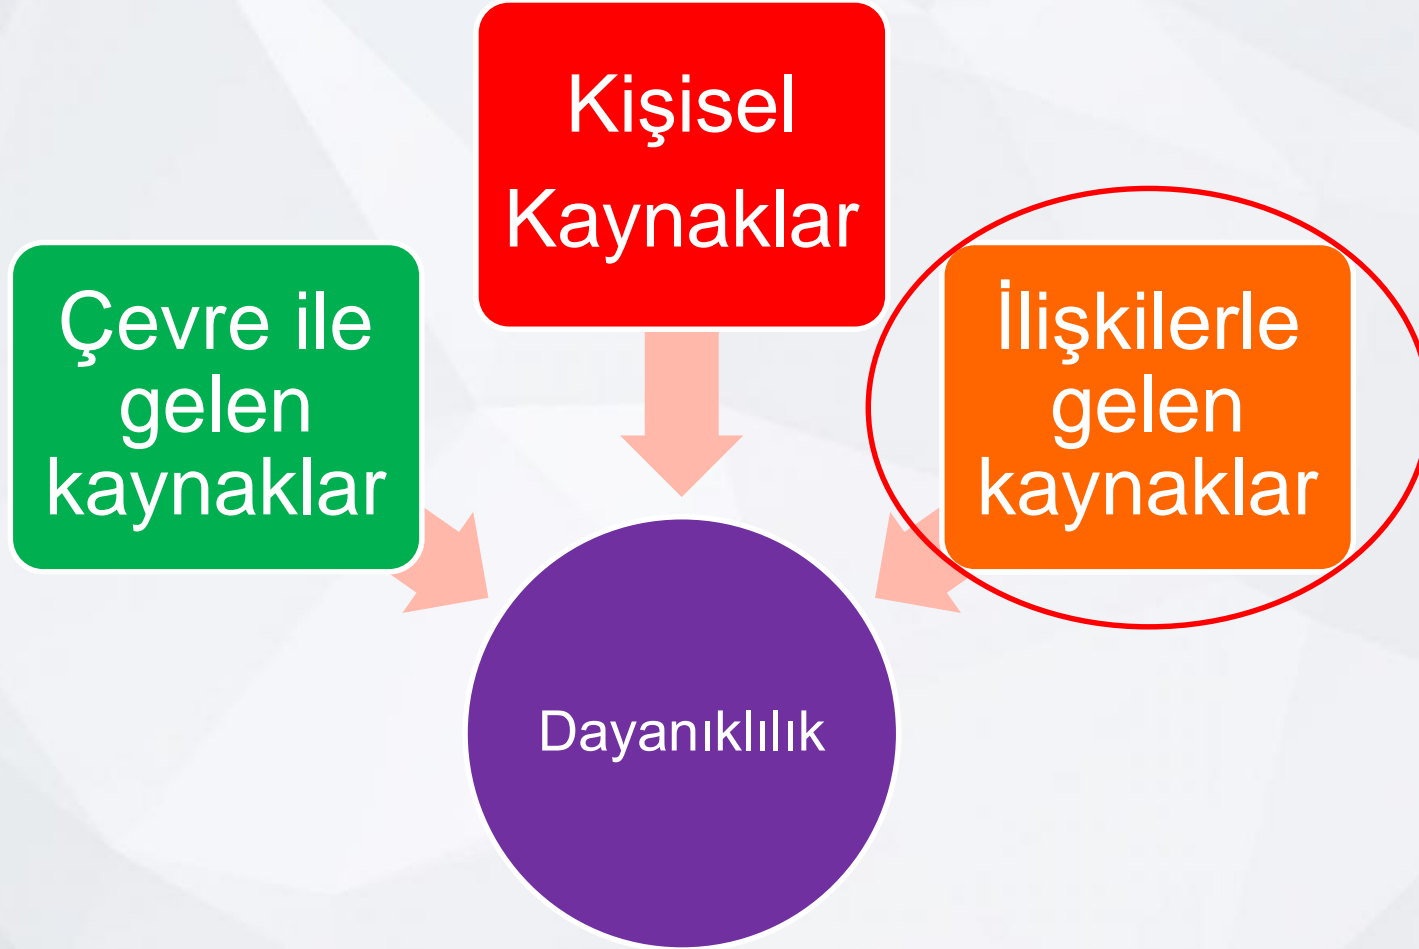 Kişisel
Kaynaklar
Çevre ile
gelen
kaynaklar
İlişkilerle
gelen
kaynaklar
Dayanıklılık